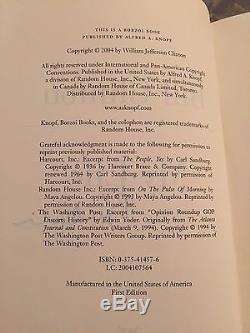 THIS IS A BORZOI BOOK
PUBLISHED BY ALFRED A. KNOPF
Copyright © 2004 by William Jefferson Clinton
All rights reserved under International and Pan-American Copyright
Conventions. Published in the United States by Alfred A. Knopf,
a division of Random House, Inc., New York, and simultaneously
in Canada by Random House of Canada Limited, Toronto.
Distributed by Random House, Inc., New York.
www.aaknopf.com
Knopf, Borzoi Books, and the colophon are registered trademarks of
Random House, Inc.
Grateful acknowledgment is made to the following for permission to
reprint previously published material:
Harcourt, Inc.: Excerpt from The People, Yes by Carl Sandburg.
Copyright © 1936 by Harcourt Brace & Company. Copyright
renewed 1964 by Carl Sandburg. Reprinted by permission of
Harcourt, Inc.
Random House Inc.: Excerpt from On The Pulse Of Morning by
Maya Angelou. Copyright © 1993 by Maya Angelou. Reprinted by
permission of Random House, Inc.
The Washington Post: Excerpt from "Opinion Roundup GOP
Distorts History" by Edwin Yoder. Originally from The Atlanta
Journal and Constitution (March 9, 1994). Copyright © 1994 by
The Washington Post Writers Group. Reprinted by permission of
The Washington Post.
ISBN: 0-375-41457-6
LC: 2004107564
Manufactured in the United States of America
First Edition